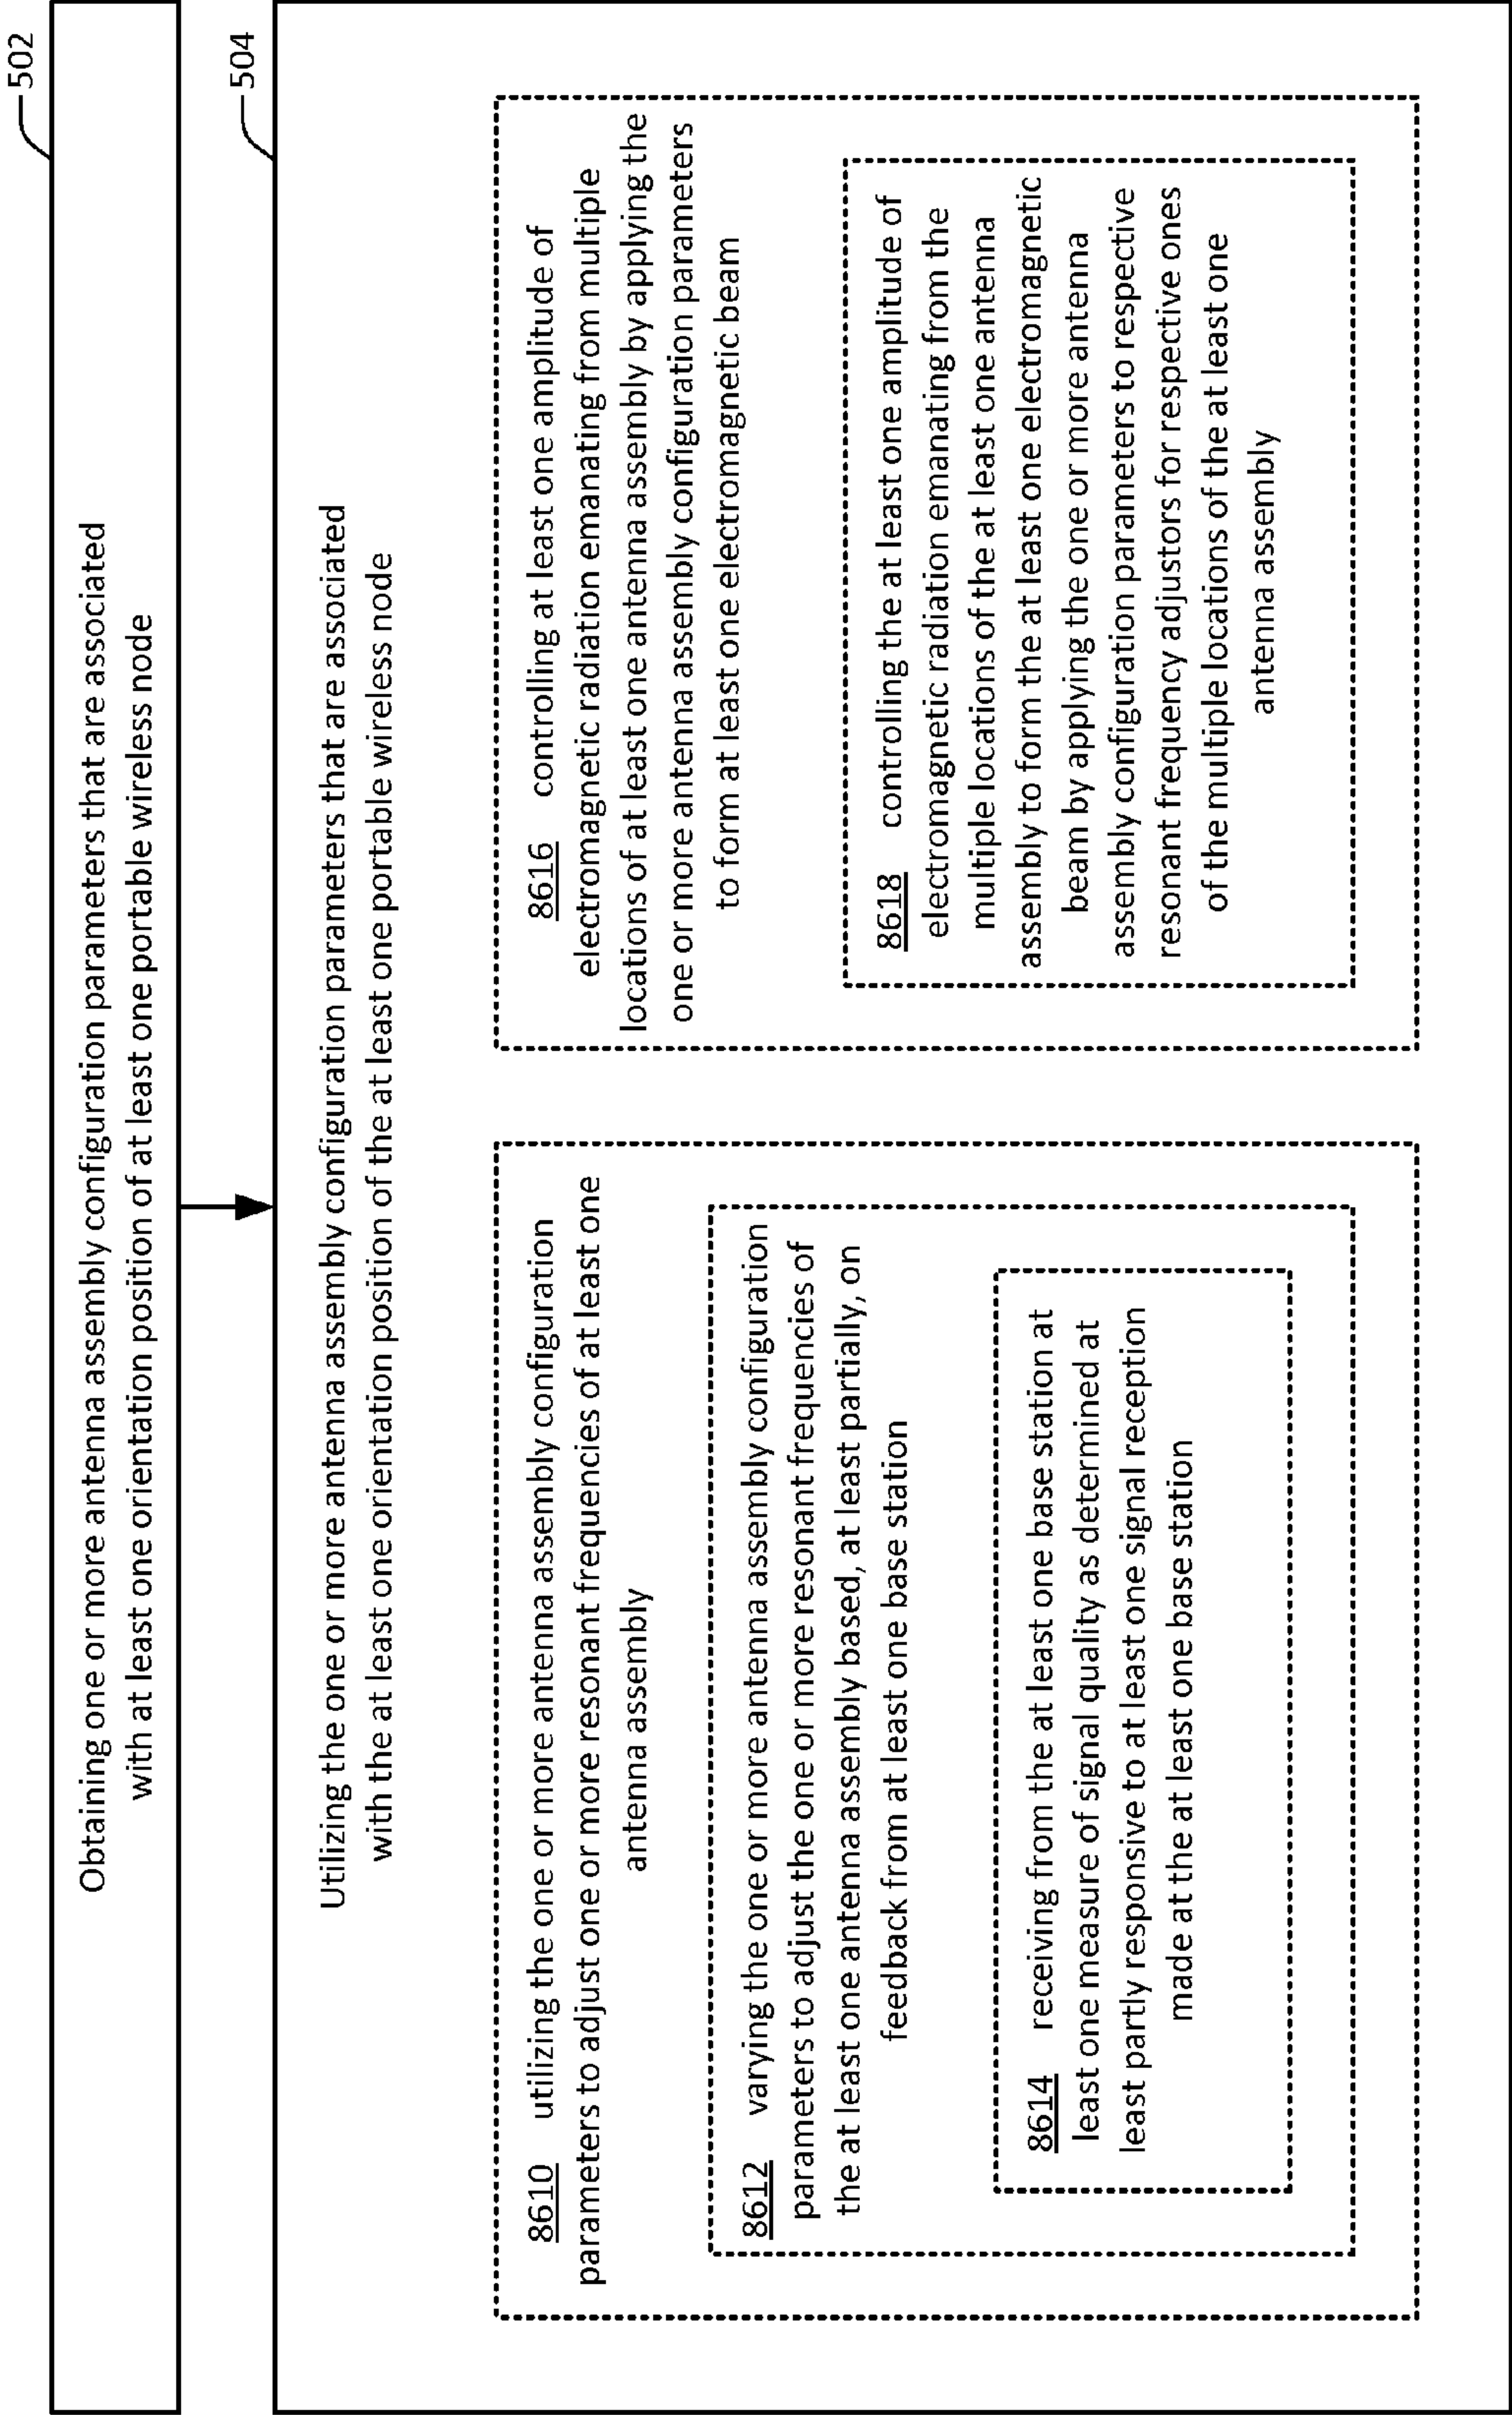 502
Obtaining one or more antenna assembly configuration parameters that are associated
with at least one orientation position of at least one portable wireless node
504
Utilizing the one or more antenna assembly configuration parameters that are associated
with the at least one orientation position of the at least one portable wireless node
8610 utilizing the one or more antenna assembly configuration
parameters to adjust one or more resonant frequencies of at least one
antenna assembly
8612 varying the one or more antenna assembly configuration
parameters to adjust the one or more resonant frequencies of
the at least one antenna assembly based, at least partially, on
feedback from at least one base station
8614 receiving from the at least one base station at
least one measure of signal quality as determined at
least partly responsive to at least one signal reception
made at the at least one base station
8616 controlling at least one amplitude of
electromagnetic radiation emanating from multiple
locations of at least one antenna assembly by applying the
one or more antenna assembly configuration parameters
to form at least one electromagnetic beam
8618 controlling the at least one amplitude of
electromagnetic radiation emanating from the
multiple locations of the at least one antenna
assembly to form the at least one electromagnetic
beam by applying the one or more antenna
assembly configuration parameters to respective
resonant frequency adjustors for respective ones
of the multiple locations of the at least one
antenna assembly